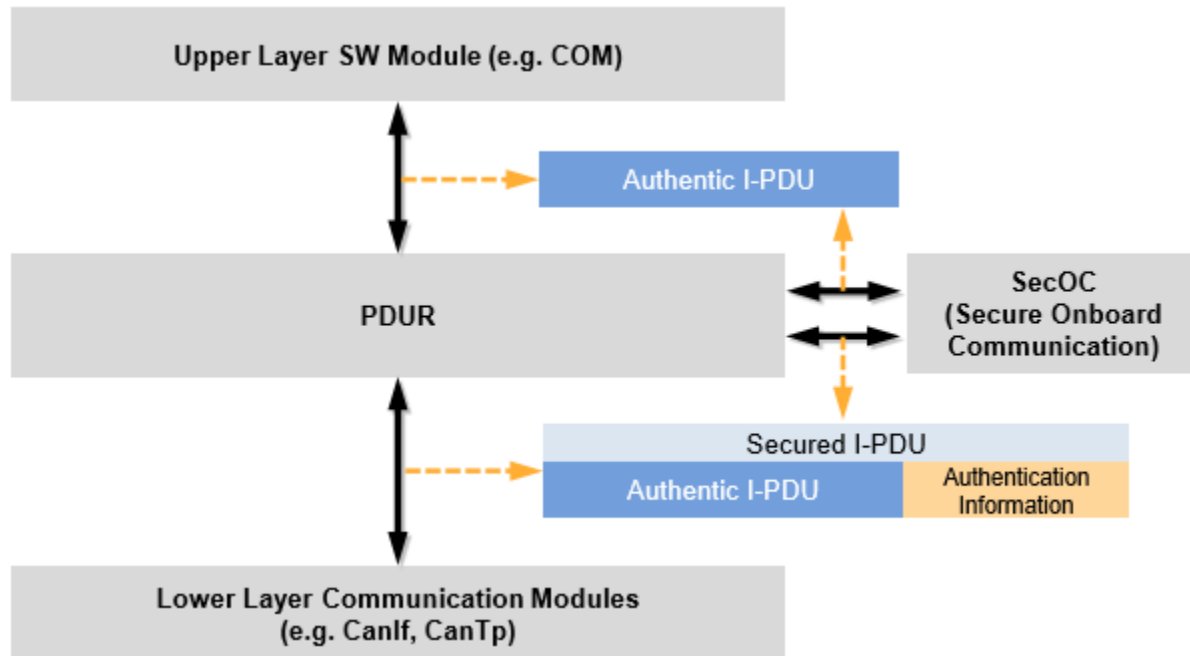 Upper Layer SW Module (e.g. COM)
Authentic I-PDU
PDUR
SecOC
(Secure Onboard
Communication)
Secured I-PDU
Authentic I-PDU
Authentication
Information
Lower Layer Communication Modules
(e.g. CanIf, CanTp)